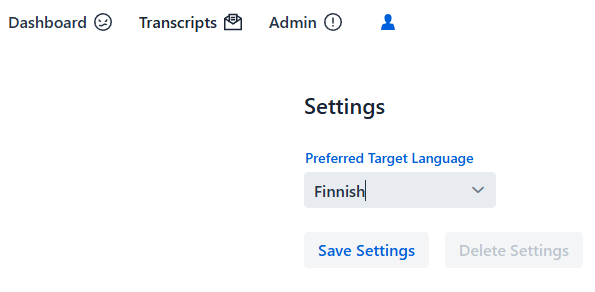 Dashboard Transcripts Admin
Settings
Preferred Target Language
Finnish
Save Settings Delete Settings